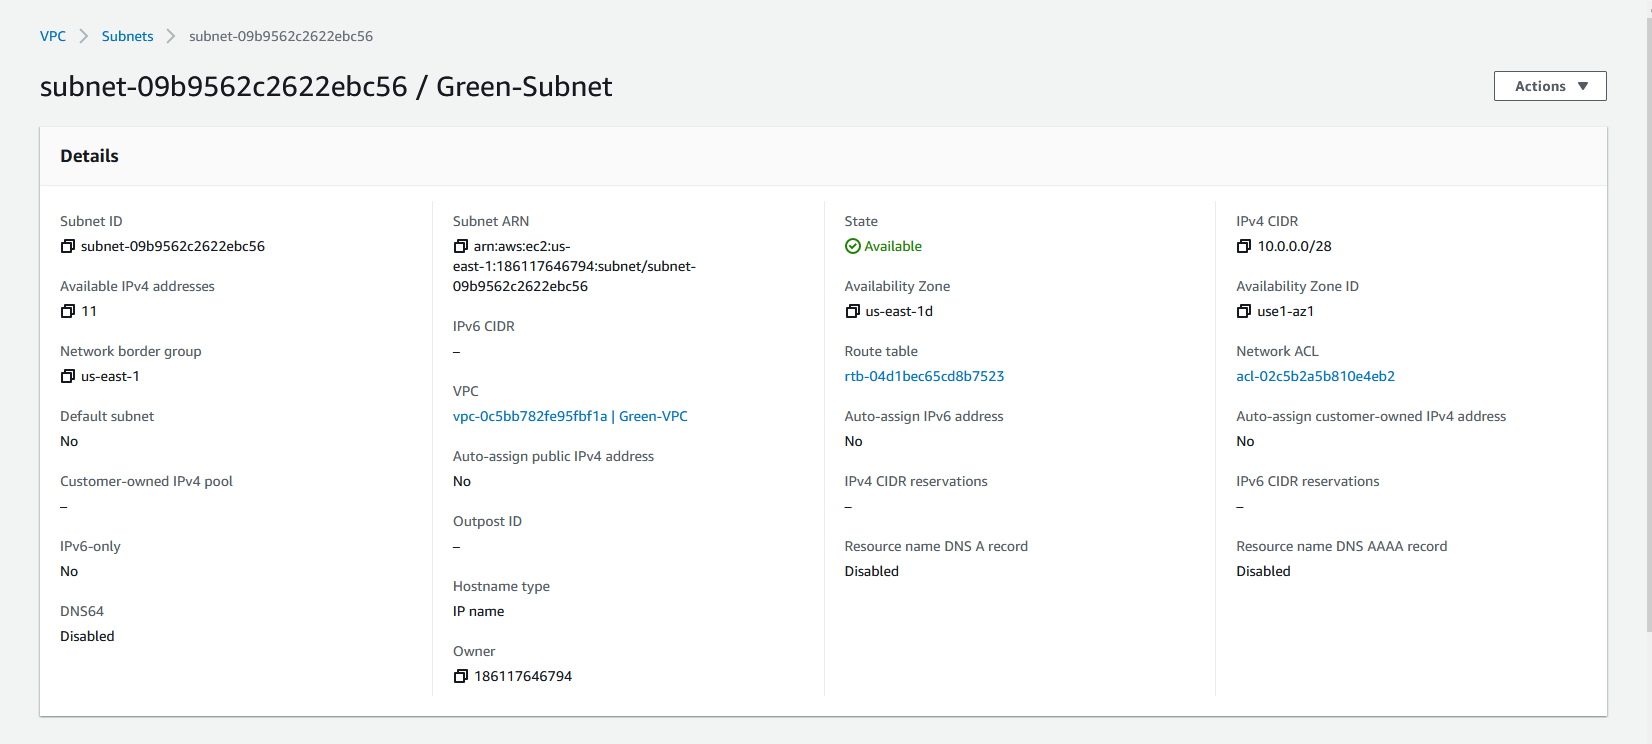 VPC > Subnets > subnet-09b9562c2622ebc56
subnet-09b9562c2622ebc56 / Green-Subnet
Actions
Details
Subnet ID
subnet-09b9562c2622ebc56
Available IPv4 addresses
11
Network border group
us-east-1
Default subnet
No
Customer-owned IPv4 pool
–
IPv6-only
No
DNS64
Disabled
Subnet ARN
arn:aws:ec2:us-
east-1:186117646794:subnet/subnet-
09b9562c2622ebc56
IPv6 CIDR
–
VPC
vpc-0c5bb782fe95fbf1a | Green-VPC
Auto-assign public IPv4 address
No
Outpost ID
–
Hostname type
IP name
Owner
186117646794
State
Available
Availability Zone
us-east-1d
Route table
rtb-04d1bec65cd8b7523
Auto-assign IPv6 address
No
IPv4 CIDR reservations
–
Resource name DNS A record
Disabled
IPv4 CIDR
10.0.0.0/28
Availability Zone ID
use1-az1
Network ACL
acl-02c5b2a5b810e4eb2
Auto-assign customer-owned IPv4 address
No
IPv6 CIDR reservations
–
Resource name DNS AAAA record
Disabled